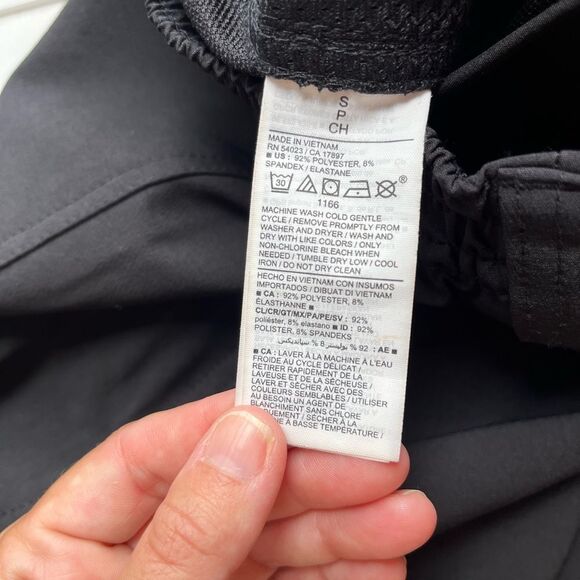 S
P
CH
MADE IN VIETNAM
RN 54023 / CA 17897
■ US : 92% POLYESTER, 8%
SPANDEX / ELASTANE
30 ®
1166
MACHINE WASH COLD GENTLE
CYCLE / REMOVE PROMPTLY FROM
WASHER AND DRYER / WASH AND
DRY WITH LIKE COLORS / ONLY
NON-CHLORINE BLEACH WHEN
NEEDED / TUMBLE DRY LOW / COOL
IRON / DO NOT DRY CLEAN
HECHO EN VIETNAM CON INSUMOS
IMPORTADOS / DIBUAT DI VIETNAM
■ CA : 92% POLYESTER, 8%
ÉLASTHANNE ■
CL/CR/GT/MX/PA/PE/SV : 92%
poliéster, 8% elastano ■ ID : 92%
POLISTER, 8% SPANDEKS
■ AE : 92 % بوليستر 8 % سبانديكس
■ CA : LAVER À LA MACHINE À L'EAU
FROIDE AU CYCLE DÉLICAT /
RETIRER RAPIDEMENT DE LA
LAVEUSE ET DE LA SÉCHEUSE /
LAVER ET SÉCHER AVEC DES
COULEURS SEMBLABLES / UTILISER
AU BESOIN UN AGENT DE
BLANCHIMENT SANS CHLORE
/ SÉCHER À LA
À BASSE TEMPÉRATURE /